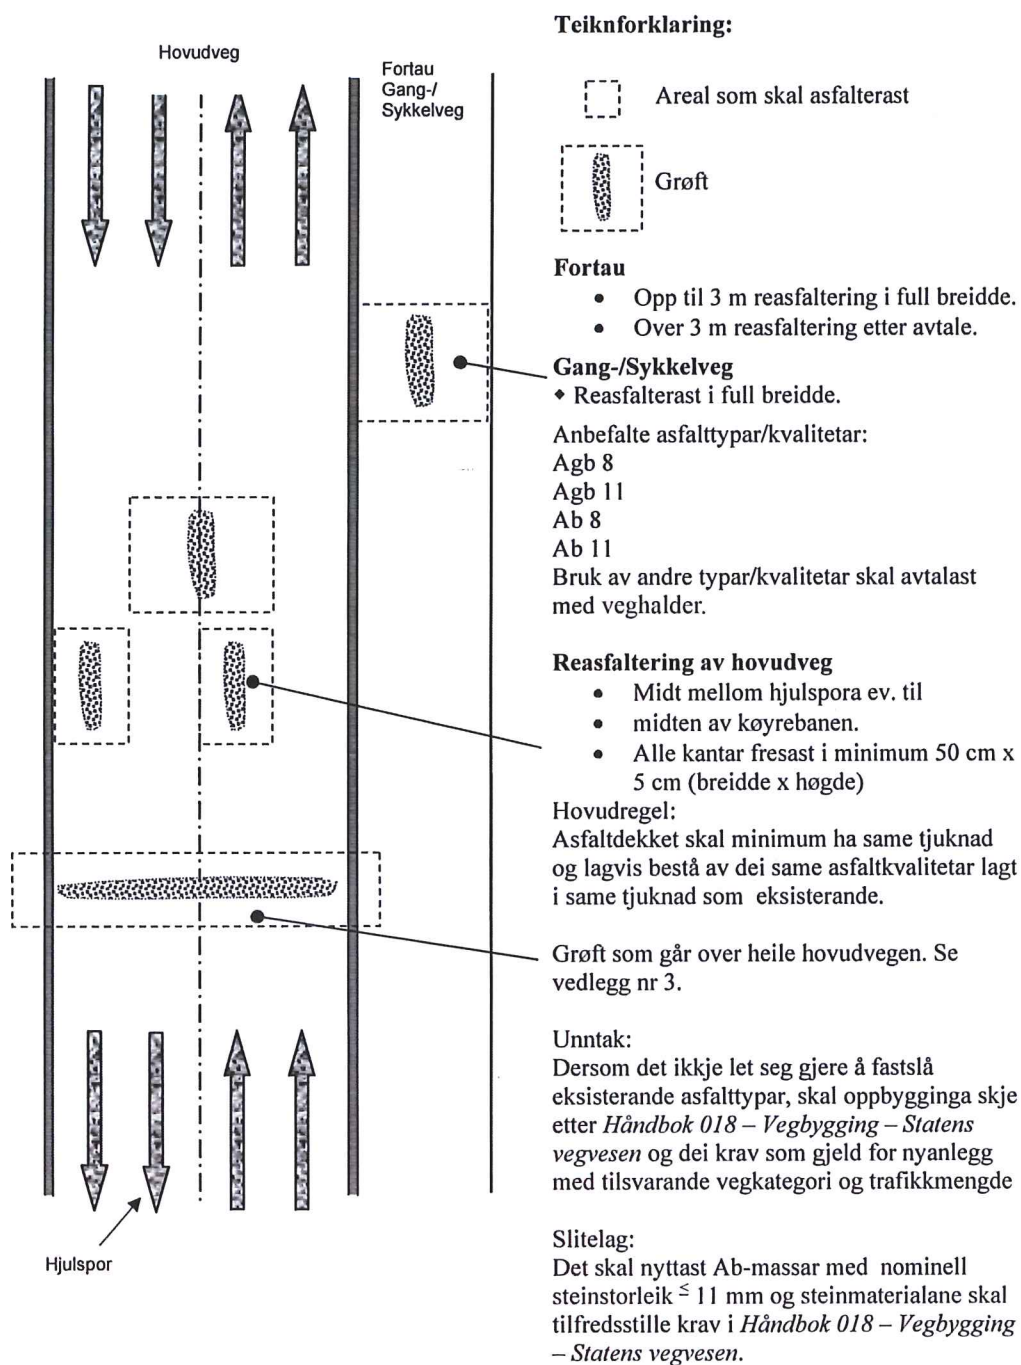 Hovudveg
Fortau
Gang-/
Sykkelveg
Hjulspor
Teiknforklaring:
Areal som skal asfalterast
Grøft
Fortau
• Opp til 3 m reasfaltering i full breidde.
• Over 3 m reasfaltering etter avtale.
Gang-/Sykkelveg
◆ Reasfalterast i full breidde.
Anbefalte asfalttypar/kvalitetar:
Agb 8
Agb 11
Ab 8
Ab 11
Bruk av andre typar/kvalitetar skal avtalast
med veghalder.
Reasfaltering av hovudveg
• Midt mellom hjulspora ev. til
• midten av køyrebanen.
• Alle kantar fresast i minimum 50 cm x
5 cm (breidde x høgde)
Hovudregel:
Asfaltdekket skal minimum ha same tjuknad
og lagvis bestå av dei same asfaltkvalitetar lagt
i same tjuknad som eksisterande.
Grøft som går over heile hovudvegen. Se
vedlegg nr 3.
Unntak:
Dersom det ikkje let seg gjere å fastslå
eksisterande asfalttypar, skal oppbygginga skje
etter Håndbok 018 – Vegbygging – Statens
vegvesen og dei krav som gjeld for nyanlegg
med tilsvarande vegkategori og trafikkmengde
Slitelag:
Det skal nyttast Ab-massar med nominell
steinstorleik ≤ 11 mm og steinmaterialane skal
tilfredsstille krav i Håndbok 018 – Vegbygging
– Statens vegvesen.